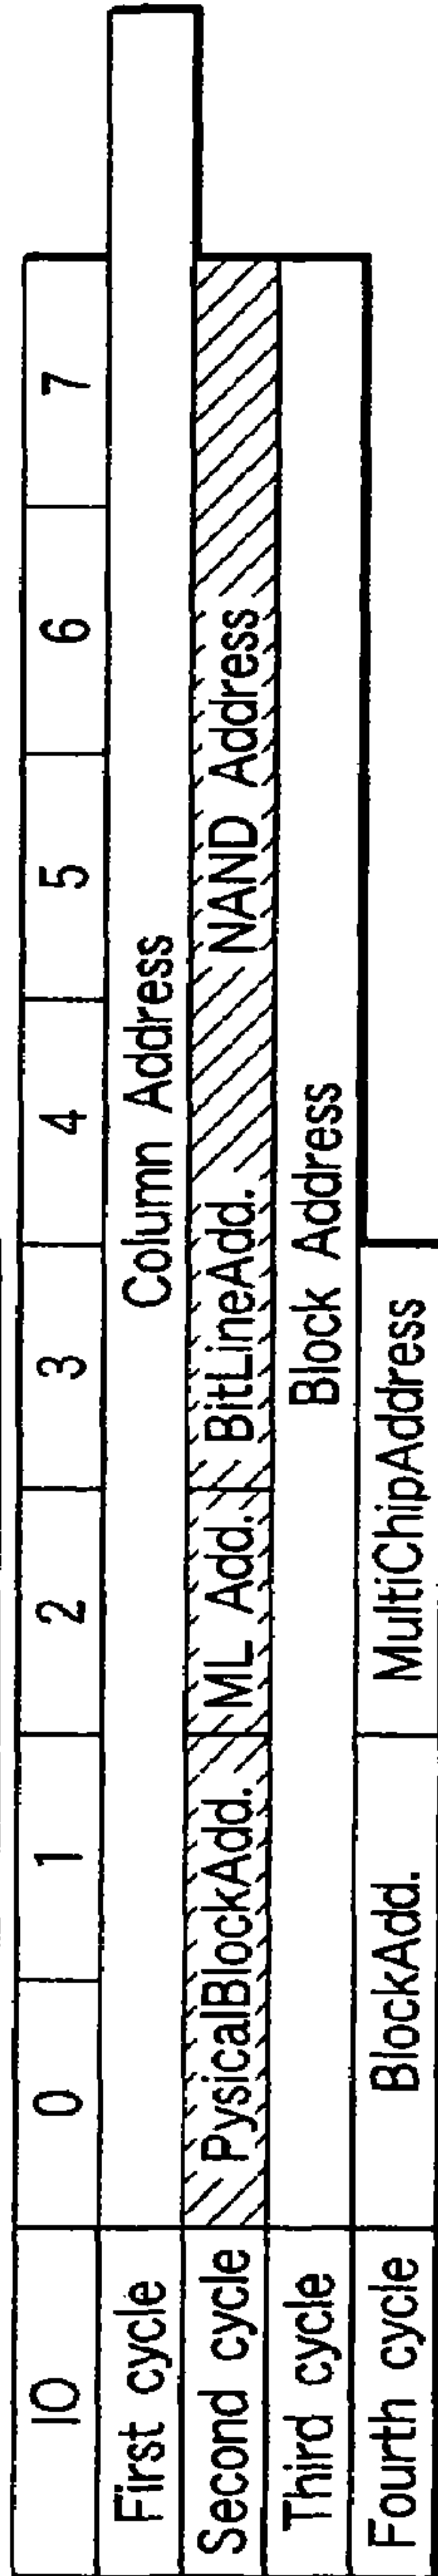 IO 0 1 2 3 4 5 6 7
First cycle Column Address
Second cycle PysicalBlockAdd. ML Add. BitLineAdd. NAND Address
Third cycle Block Address
Fourth cycle BlockAdd. MultiChipAddress